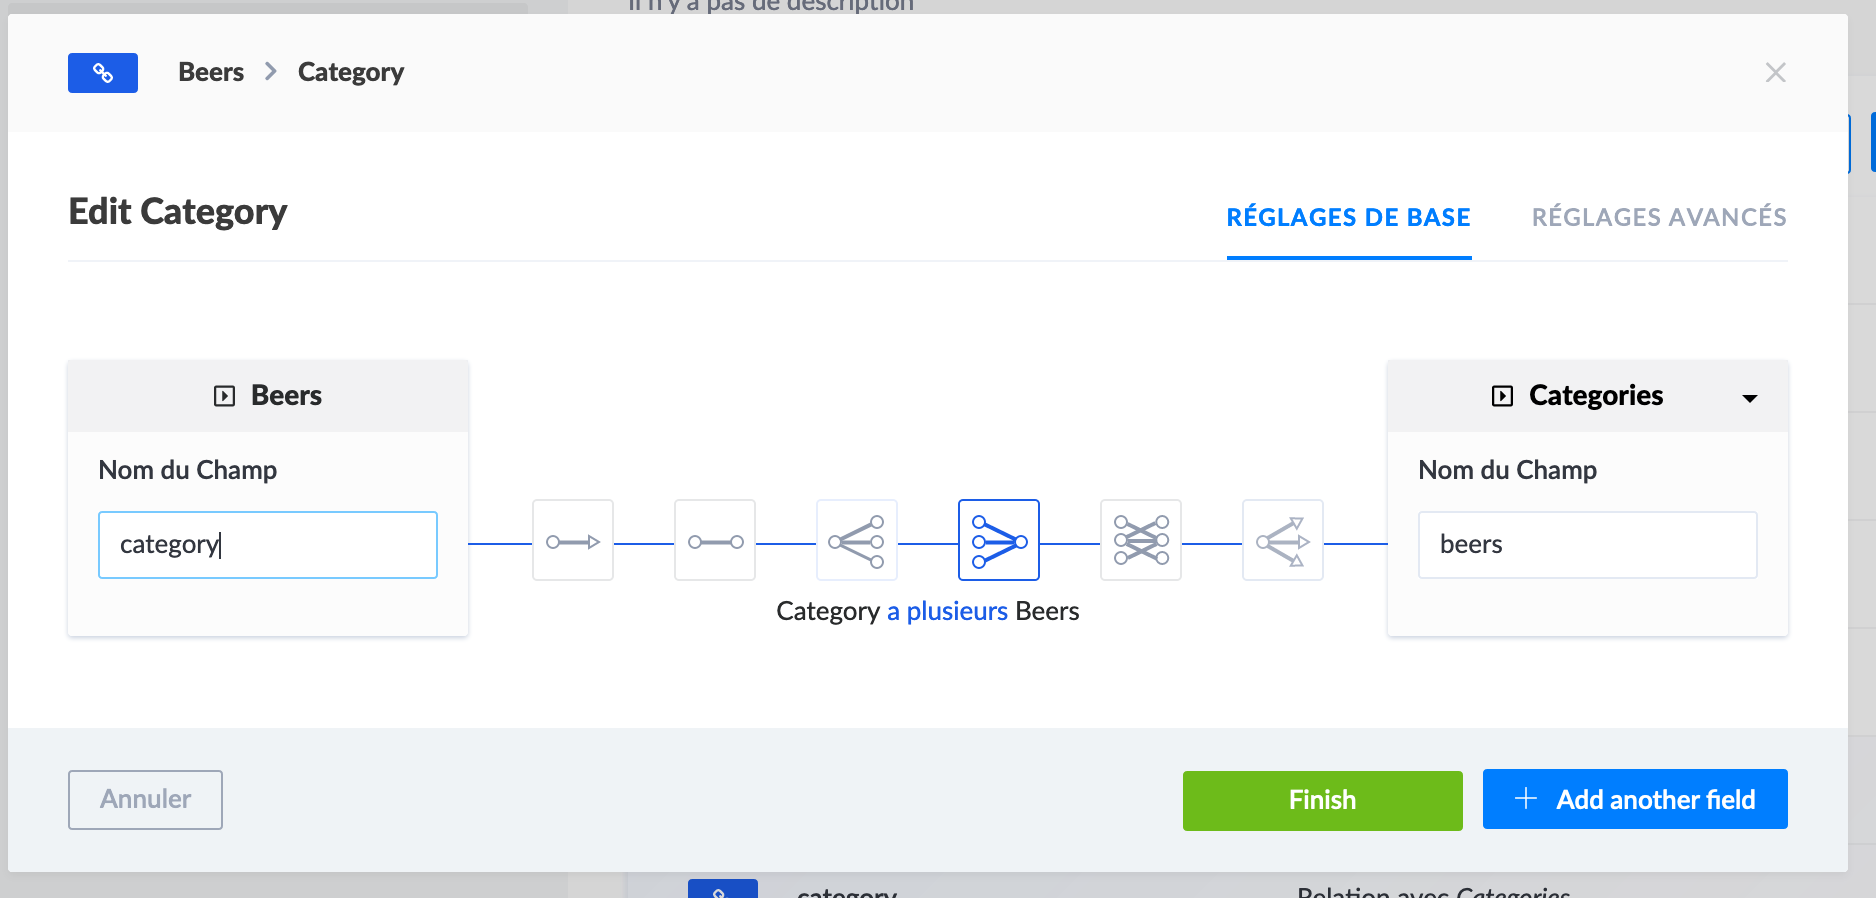 Il n'y a pas de description
Beers > Category
Edit Category
RÉGLAGES DE BASE
RÉGLAGES AVANCÉS
Beers
Nom du Champ
category
Category a plusieurs Beers
Categories
Nom du Champ
beers
Annuler
Finish
Add another field
category
Relation avec Categories